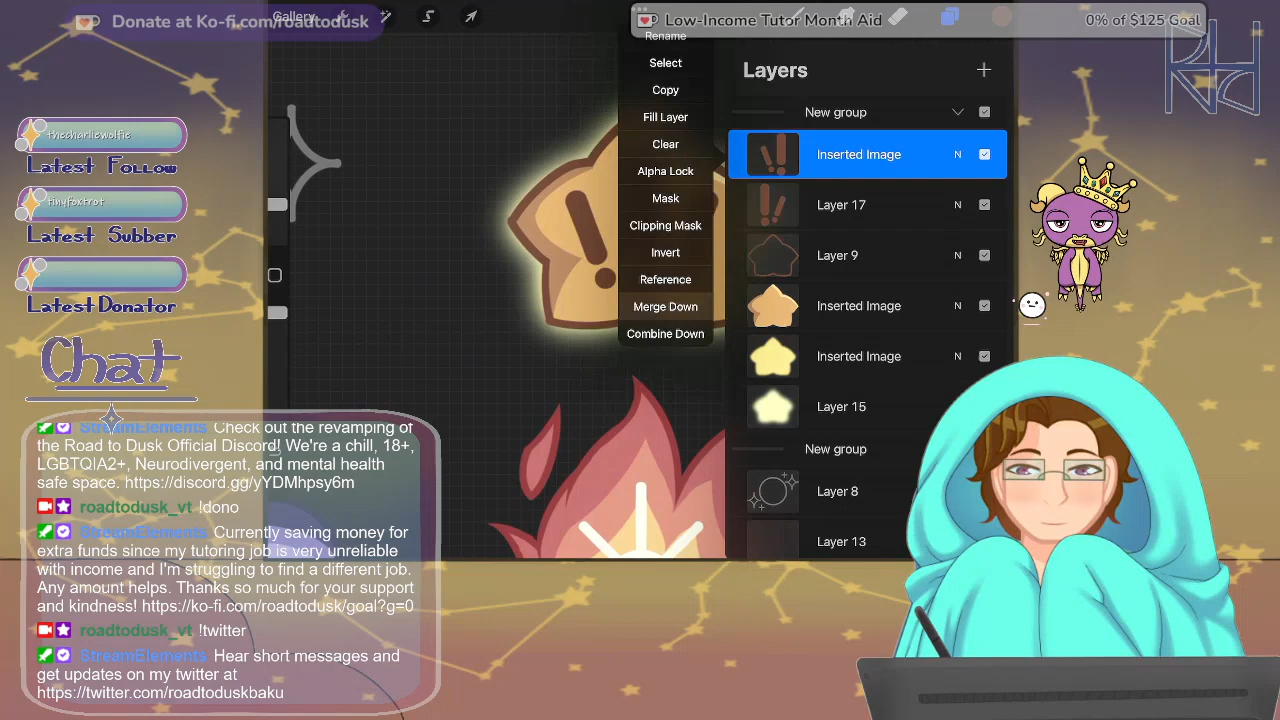 Donate at Ko-fi.com/roadtodusk
Gallery
Low-Income Tutor Month Aid
0% of $125 Goal
thecharliewolfie
Latest Follow
tinyfoxtrot
Latest Subber
Latest Donator
Chat
StreamElements Check out the revamping of
the Road to Dusk Official Discord! We're a chill, 18+,
LGBTQIA2+, Neurodivergent, and mental health
safe space. https://discord.gg/yYDMhpsy6m
roadtodusk_vt !dono
StreamElements Currently saving money for
extra funds since my tutoring job is very unreliable
with income and I'm struggling to find a different job.
Any amount helps. Thanks so much for your support
and kindness! https://ko-fi.com/roadtodusk/goal?g=0
roadtodusk_vt !twitter
StreamElements Hear short messages and
get updates on my twitter at
https://twitter.com/roadtoduskbaku
Rename
Select
Copy
Fill Layer
Clear
Alpha Lock
Mask
Clipping Mask
Invert
Reference
Merge Down
Combine Down
Layers
New group
Inserted Image N
Layer 17 N
Layer 9 N
Inserted Image N
Inserted Image N
Layer 15
New group
Layer 8
Layer 13